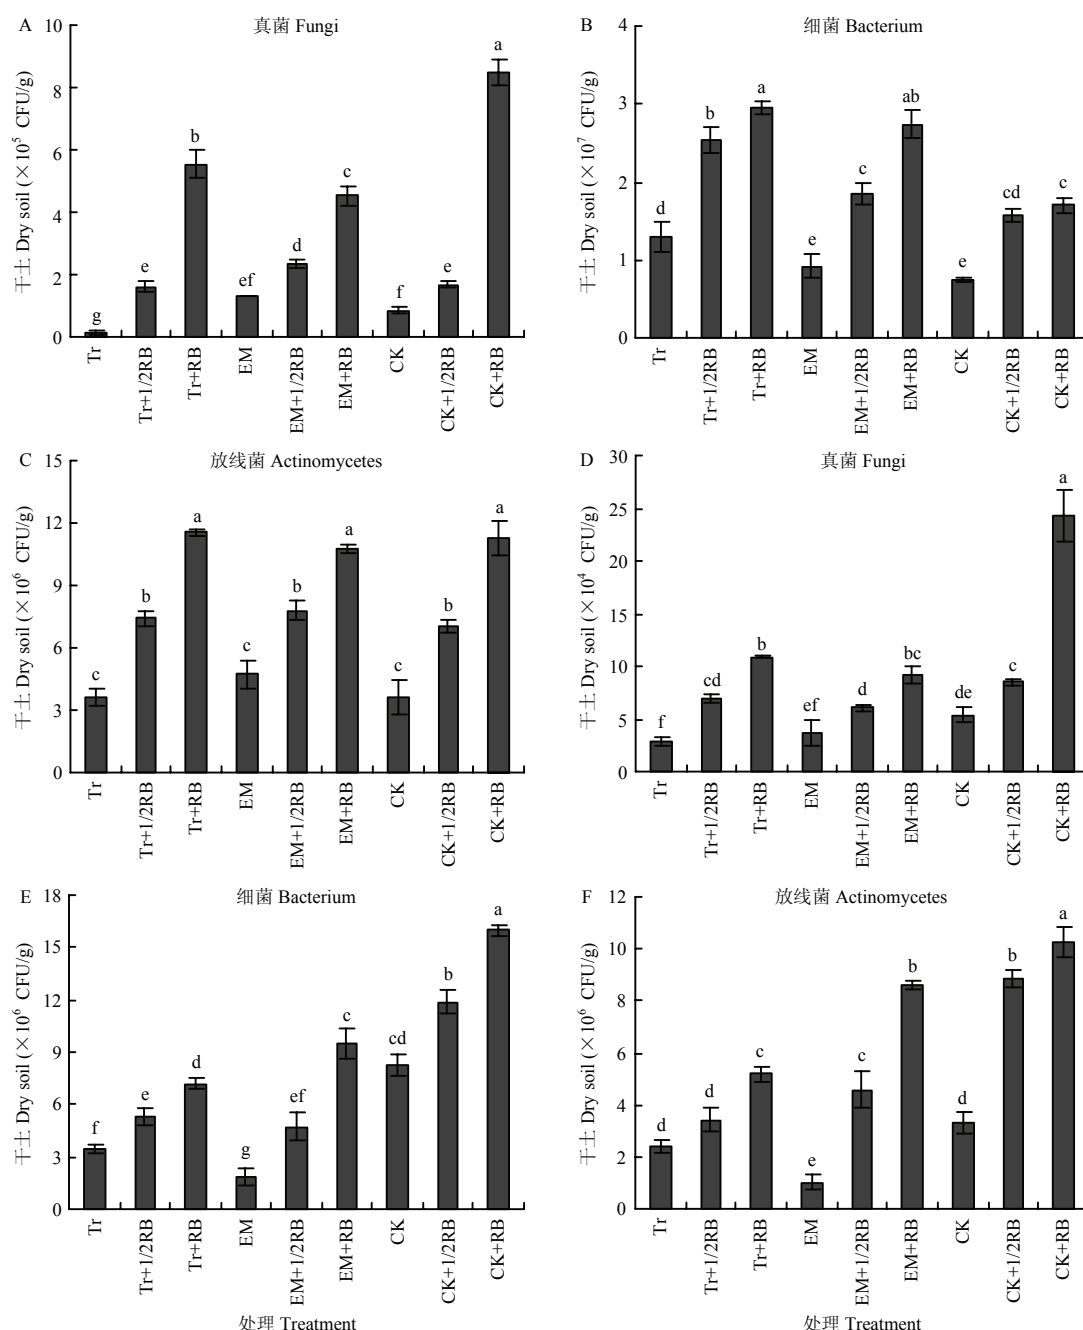 A 真菌 Fungi
干土 Dry soil (×10⁵ CFU/g)
10
8
6
4
2
0
g
e
b
ef
d
c
f
e
a
Tr
Tr+1/2RB
Tr+RB
EM
EM+1/2RB
EM+RB
CK
CK+1/2RB
CK+RB
B 细菌 Bacterium
干土 Dry soil (×10⁷ CFU/g)
4
3
2
1
0
d
b
a
e
c
ab
e
cd
c
Tr
Tr+1/2RB
Tr+RB
EM
EM+1/2RB
EM+RB
CK
CK+1/2RB
CK+RB
C 放线菌 Actinomycetes
干土 Dry soil (×10⁶ CFU/g)
15
12
9
6
3
0
c
b
a
c
b
a
c
b
a
Tr
Tr+1/2RB
Tr+RB
EM
EM+1/2RB
EM+RB
CK
CK+1/2RB
CK+RB
D 真菌 Fungi
干土 Dry soil (×10⁴ CFU/g)
30
25
20
15
10
5
0
f
cd
b
ef
d
bc
de
c
a
Tr
Tr+1/2RB
Tr+RB
EM
EM+1/2RB
EM+RB
CK
CK+1/2RB
CK+RB
E 细菌 Bacterium
干土 Dry soil (×10⁶ CFU/g)
18
15
12
9
6
3
0
f
e
d
g
ef
c
cd
b
a
Tr
Tr+1/2RB
Tr+RB
EM
EM+1/2RB
EM+RB
CK
CK+1/2RB
CK+RB
处理 Treatment
F 放线菌 Actinomycetes
干土 Dry soil (×10⁶ CFU/g)
12
10
8
6
4
2
0
d
d
c
e
c
b
d
b
a
Tr
Tr+1/2RB
Tr+RB
EM
EM+1/2RB
EM+RB
CK
CK+1/2RB
CK+RB
处理 Treatment